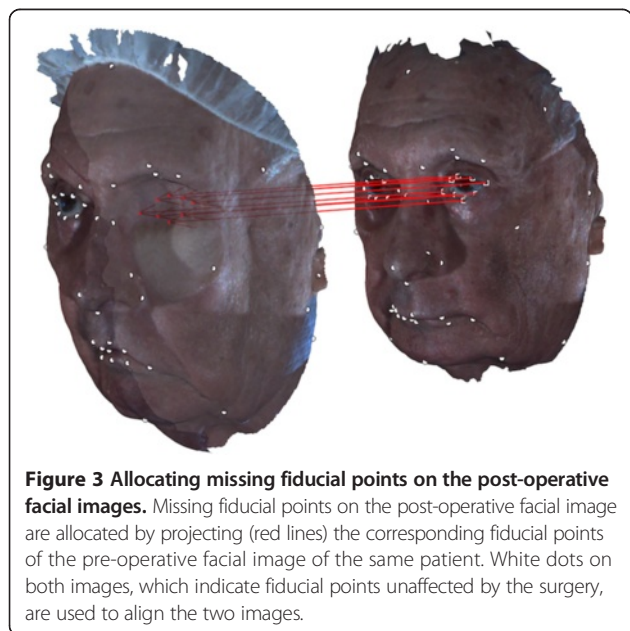 Figure 3 Allocating missing fiducial points on the post-operative
facial images. Missing fiducial points on the post-operative facial image
are allocated by projecting (red lines) the corresponding fiducial points
of the pre-operative facial image of the same patient. White dots on
both images, which indicate fiducial points unaffected by the surgery,
are used to align the two images.